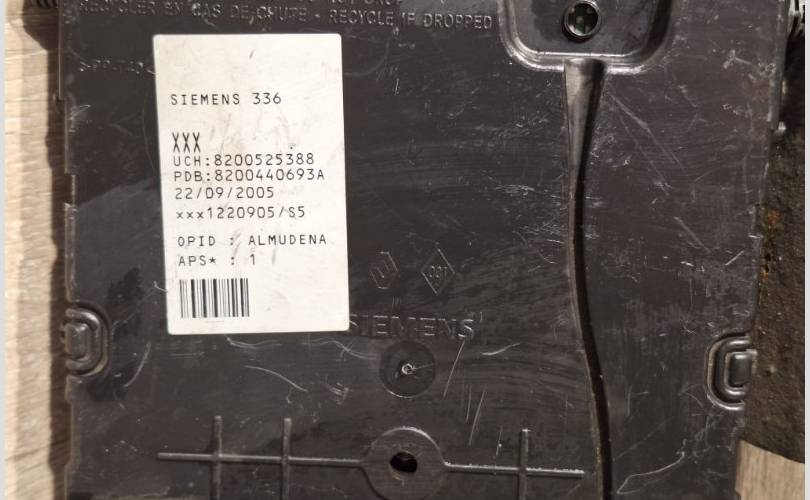 RECYCLER EN CAS DE CHUTE - RECYCLE IF DROPPED
SIEMENS 336
XXX
UCH:8200525388
PDB:8200440693A
22/09/2005
xxx1220905/S5
OPID : ALMUDENA
APS* : 1
001
SIEMENS